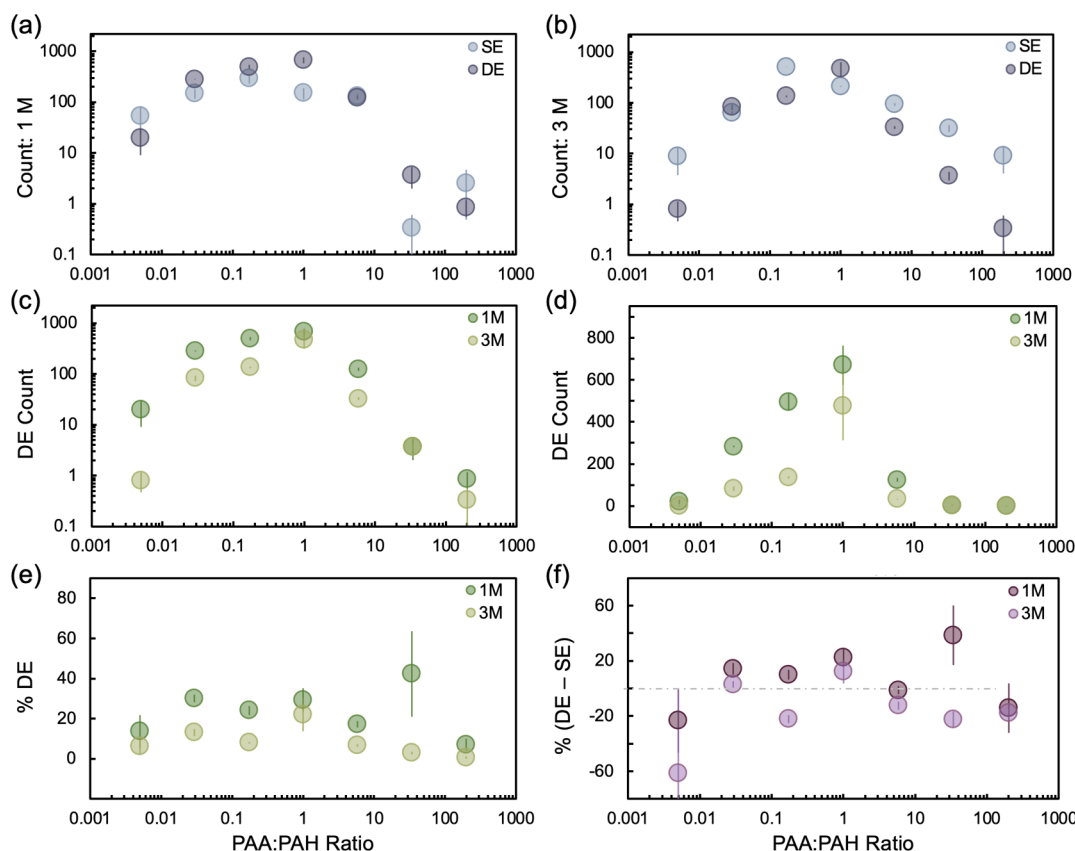 (a)
Count: 1 M
1000
100
10
1
0.1
SE
DE
0.001 0.01 0.1 1 10 100 1000
(b)
Count: 3 M
1000
100
10
1
0.1
SE
DE
0.001 0.01 0.1 1 10 100 1000
(c)
DE Count
1000
100
10
1
0.1
1M
3M
0.001 0.01 0.1 1 10 100 1000
(d)
DE Count
800
600
400
200
0
1M
3M
0.001 0.01 0.1 1 10 100 1000
(e)
% DE
80
60
40
20
0
1M
3M
0.001 0.01 0.1 1 10 100 1000
PAA:PAH Ratio
(f)
% (DE – SE)
60
20
-20
-60
1M
3M
0.001 0.01 0.1 1 10 100 1000
PAA:PAH Ratio